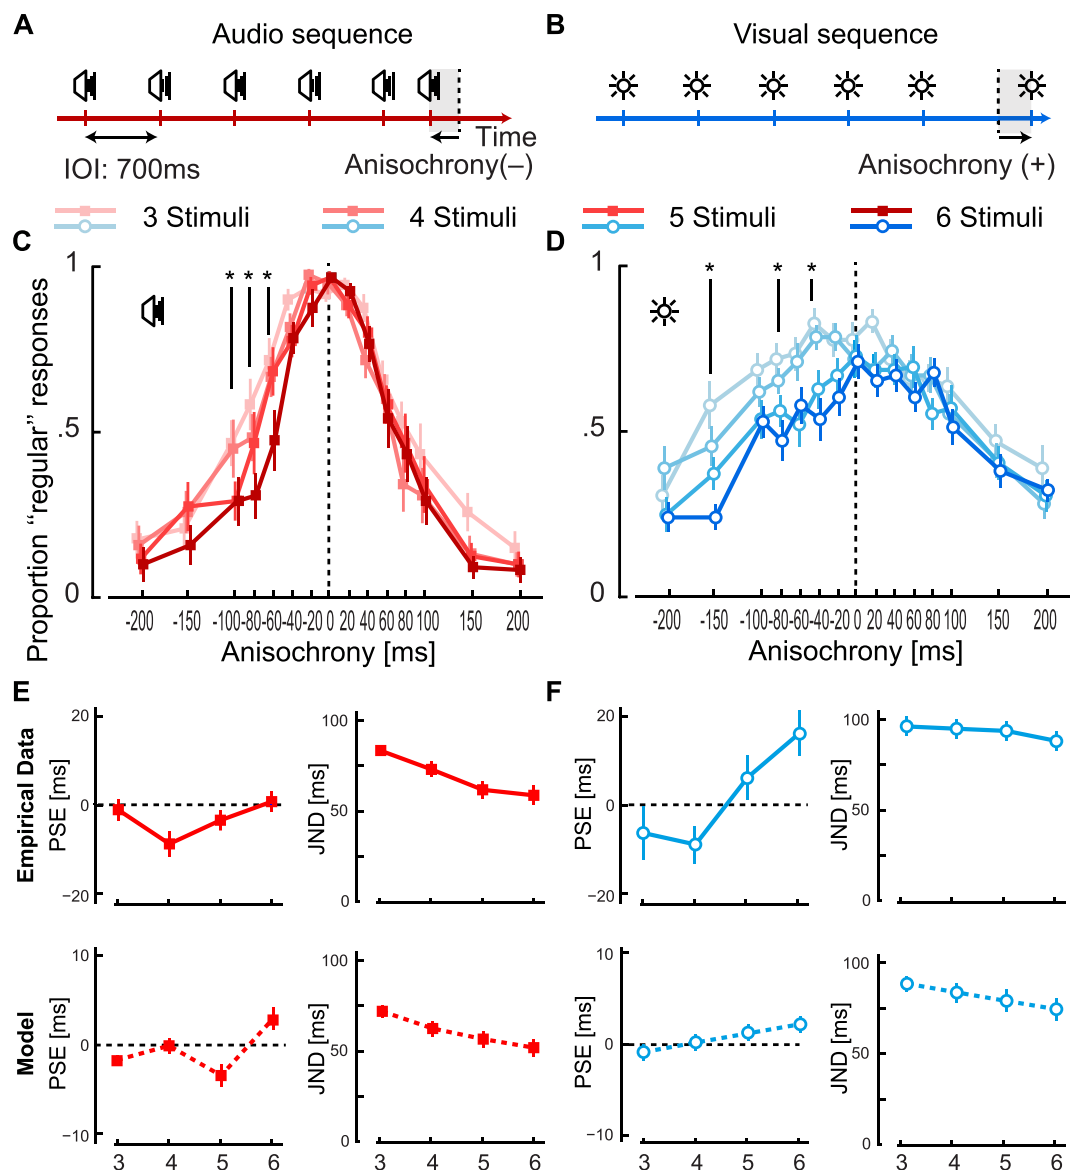 A
Audio sequence
B
Visual sequence
Time
IOI: 700ms
Anisochrony(–)
Anisochrony (+)
3 Stimuli
4 Stimuli
5 Stimuli
6 Stimuli
C
D
Proportion “regular” responses
1
.5
0
* * *
-200 -150 -100 -80 -60 -40 -20 0 20 40 60 80 100 150 200
Anisochrony [ms]
1
.5
0
* * *
-200 -150 -100 -80 -60 -40 -20 0 20 40 60 80 100 150 200
Anisochrony [ms]
E
F
Empirical Data
PSE [ms]
20
0
−20
JND [ms]
100
50
0
PSE [ms]
20
0
−20
JND [ms]
100
50
0
Model
PSE [ms]
10
0
−10
3 4 5 6
JND [ms]
100
50
0
3 4 5 6
PSE [ms]
10
0
−10
3 4 5 6
JND [ms]
100
50
0
3 4 5 6